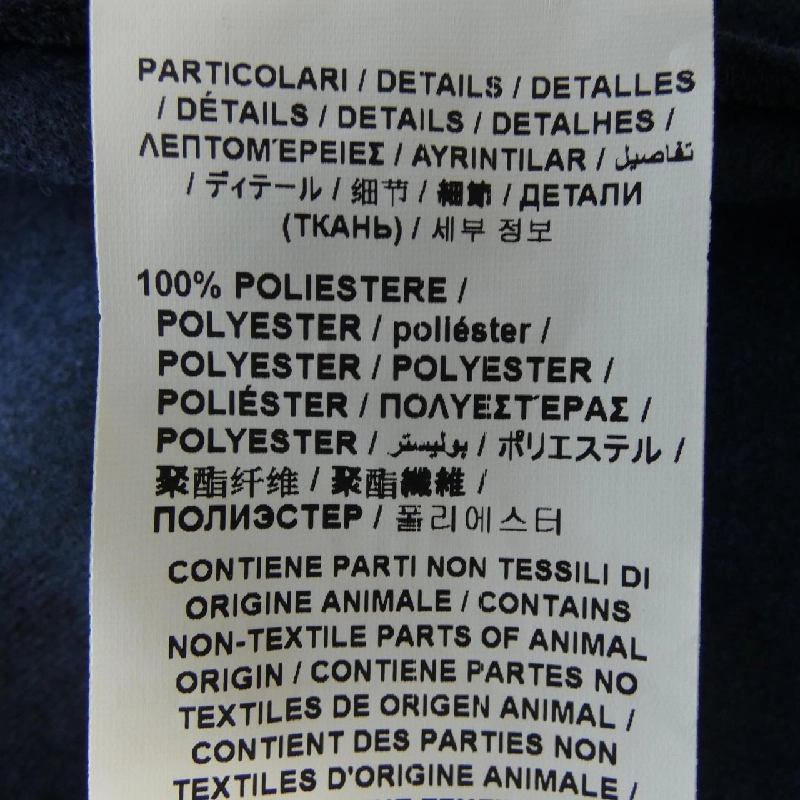 PARTICOLARI / DETAILS / DETALLES
/ DÉTAILS / DETAILS / DETALHES /
ΛΕΠΤΟΜΈΡΕΙΕΣ / AYRINTILAR / تفاصيل
/ ディテール / 细节 / 細節 / ДЕТАЛИ
(ТКАНЬ) / 세부 정보
100% POLIESTERE /
POLYESTER / poliéster /
POLYESTER / POLYESTER /
POLIÉSTER / ΠΟΛΥΕΣΤΈΡΑΣ /
POLYESTER / بوليستر / ポリエステル /
聚酯纤维 / 聚酯纖維 /
ПОЛИЭСТЕР / 폴리에스터
CONTIENE PARTI NON TESSILI DI
ORIGINE ANIMALE / CONTAINS
NON-TEXTILE PARTS OF ANIMAL
ORIGIN / CONTIENE PARTES NO
TEXTILES DE ORIGEN ANIMAL /
CONTIENT DES PARTIES NON
TEXTILES D'ORIGINE ANIMALE /